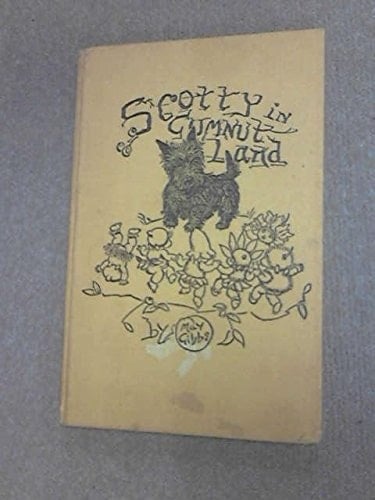 Scotty in
Gumnut
Land
by May
Gibbs